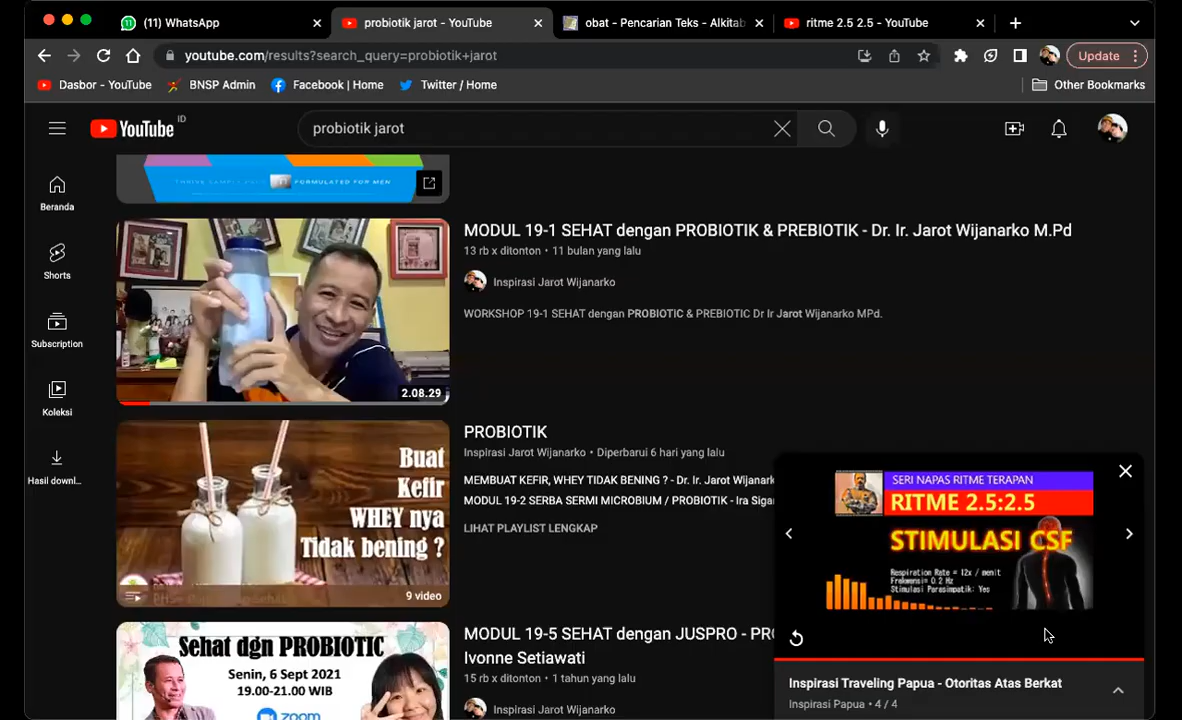 (11) WhatsApp
probiotik jarot - YouTube
obat - Pencarian Teks - Alkitab
ritme 2.5 2.5 - YouTube
youtube.com/results?search_query=probiotik+jarot
Update
Dasbor - YouTube
BNSP Admin
Facebook | Home
Twitter / Home
Other Bookmarks
YouTube ID
probiotik jarot
Beranda
Shorts
Subscription
Koleksi
Hasil downl...
FORMULATED FOR MEN
MODUL 19-1 SEHAT dengan PROBIOTIK & PREBIOTIK - Dr. Ir. Jarot Wijanarko M.Pd
13 rb x ditonton • 11 bulan yang lalu
Inspirasi Jarot Wijanarko
WORKSHOP 19-1 SEHAT dengan PROBIOTIC & PREBIOTIC Dr Ir Jarot Wijanarko MPd.
2.08.29
Buat
Kefir,
WHEY nya
Tidak bening ?
9 video
PROBIOTIK
Inspirasi Jarot Wijanarko • Diperbarui 6 hari yang lalu
MEMBUAT KEFIR, WHEY TIDAK BENING ? - Dr. Ir. Jarot Wijanark
MODUL 19-2 SERBA SERMI MICROBIUM / PROBIOTIK - Ira Sigar
LIHAT PLAYLIST LENGKAP
Sehat dgn PROBIOTIC
Senin, 6 Sept 2021
19.00-21.00 WIB
zoom
MODUL 19-5 SEHAT dengan JUSPRO - PRO
Ivonne Setiawati
15 rb x ditonton • 1 tahun yang lalu
Inspirasi Jarot Wijanarko
SERI NAPAS RITME TERAPAN
RITME 2.5:2.5
STIMULASI CSF
Respiration Rate = 12x / menit
Frekwensi= 0.2 Hz
Stimulasi Parasimpatik: Yes
Inspirasi Traveling Papua - Otoritas Atas Berkat
Inspirasi Papua • 4 / 4